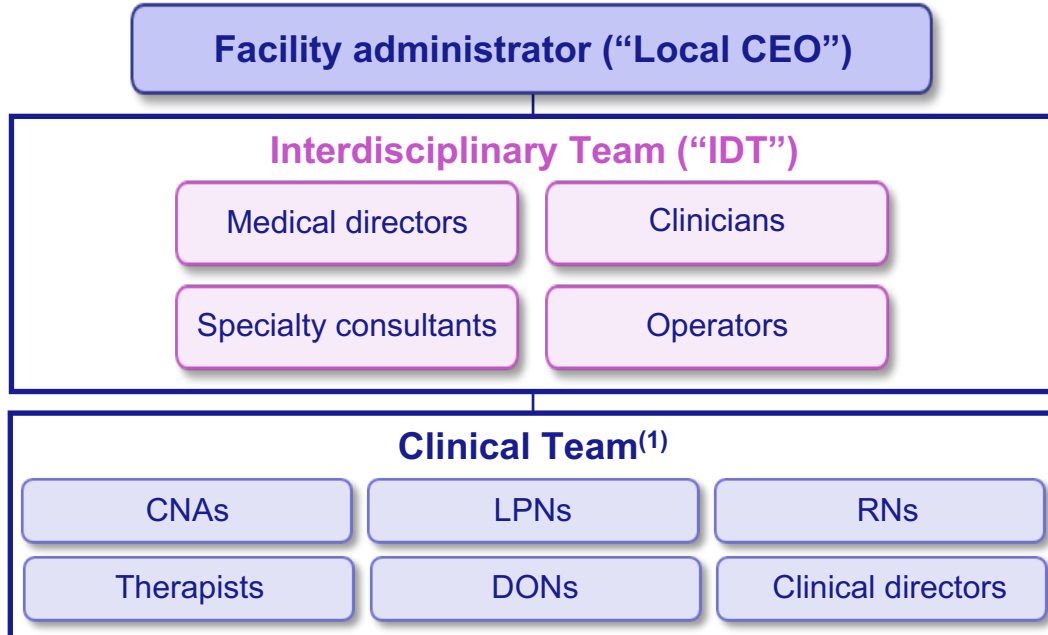 Facility administrator (“Local CEO”)
Interdisciplinary Team (“IDT”)
Medical directors
Clinicians
Specialty consultants
Operators
Clinical Team(1)
CNAs
LPNs
RNs
Therapists
DONs
Clinical directors